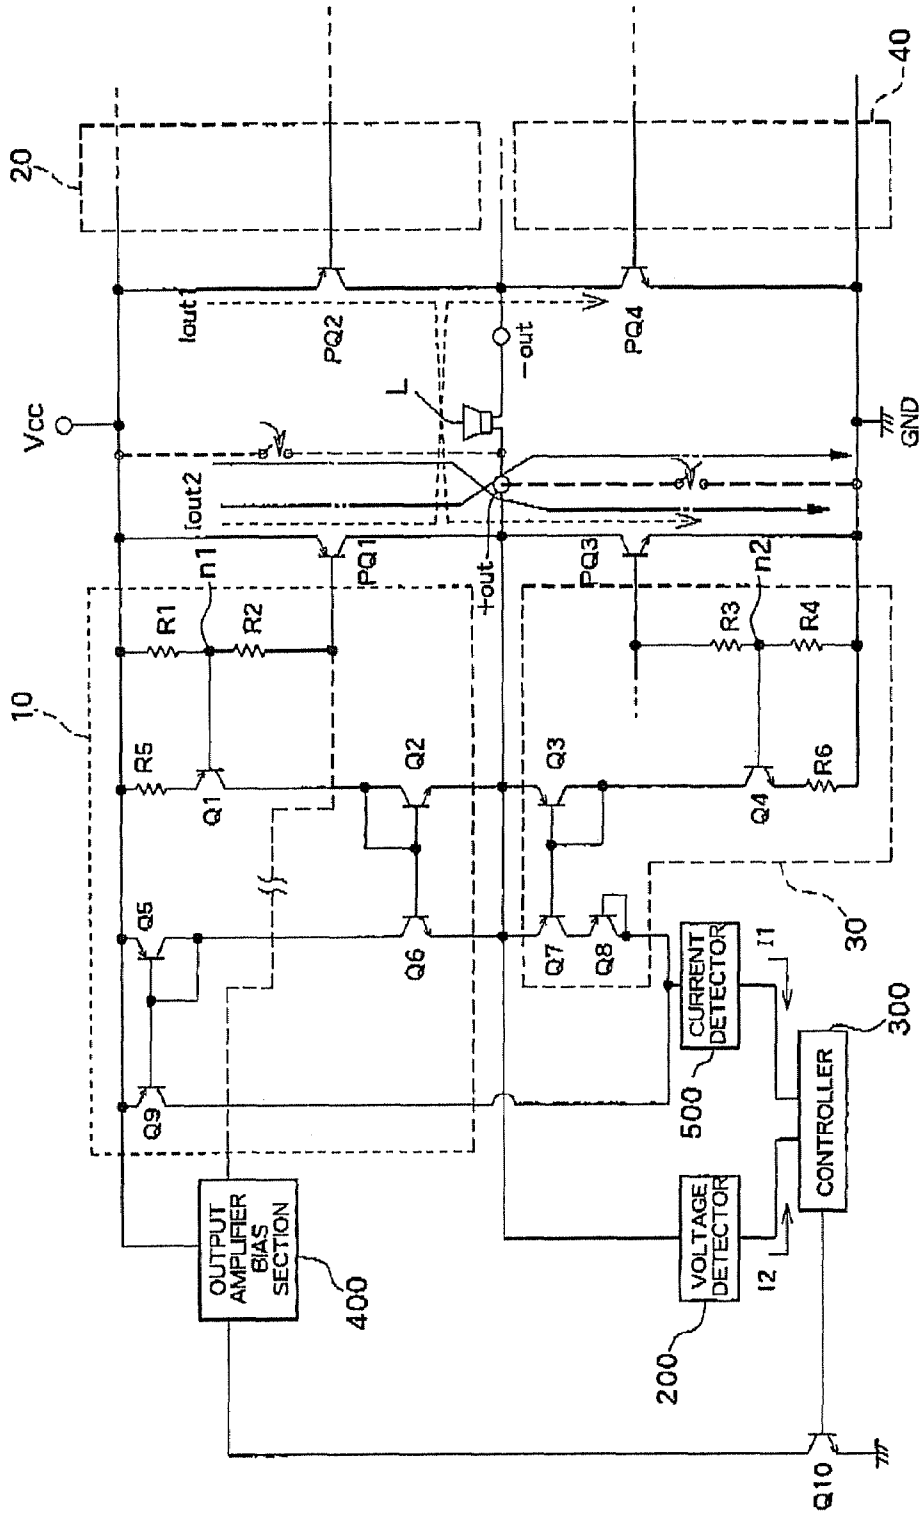 20
40
Vcc
Iout1
PQ2
PQ4
-out
L
GND
Iout2
n1
PQ1
PQ3
n2
+out
10
R1
R2
R3
R4
R5
Q1
Q2
Q3
Q4
R6
Q5
Q6
Q7
Q8
30
Q9
CURRENT
DETECTOR
500
I1
300
CONTROLLER
OUTPUT
AMPLIFIER
BIAS
SECTION
400
VOLTAGE
DETECTOR
200
I2
Q10